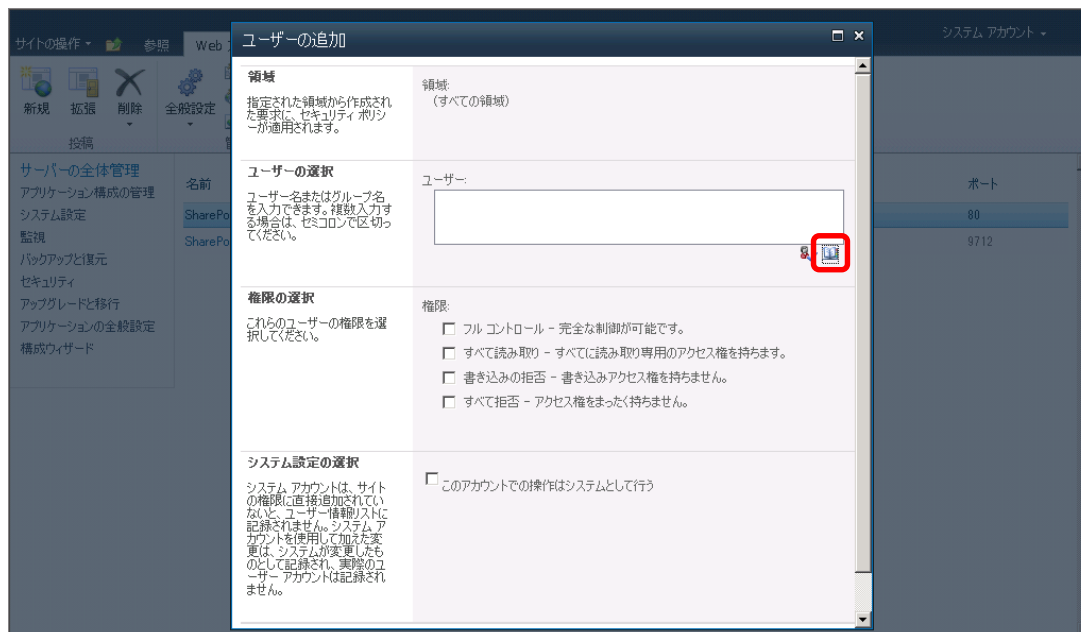 システム アカウント
サイトの操作
参照
Web
ユーザーの追加
新規
拡張
削除
全般設定
投稿
サーバーの全体管理
アプリケーション構成の管理
システム設定
監視
バックアップと復元
セキュリティ
アップグレードと移行
アプリケーションの全般設定
構成ウィザード
名前
ポート
SharePo
80
SharePo
9712
領域
指定された領域から作成され
た要求に、セキュリティ ポリシ
ーが適用されます。
領域:
(すべての領域)
ユーザーの選択
ユーザー名またはグループ名
を入力できます。複数入力す
る場合は、セミコロンで区切っ
てください。
ユーザー:
権限の選択
これらのユーザーの権限を選
択してください。
権限:
フル コントロール - 完全な制御が可能です。
すべて読み取り - すべてに読み取り専用のアクセス権を持ちます。
書き込みの拒否 - 書き込みアクセス権を持ちません。
すべて拒否 - アクセス権をまったく持ちません。
システム設定の選択
システム アカウントは、サイト
の権限に直接追加されてい
ないと、ユーザー情報リストに
記録されません。システム ア
カウントを使用して加えた変
更は、システムが変更したも
のとして記録され、実際のユ
ーザー アカウントは記録され
ません。
このアカウントでの操作はシステムとして行う